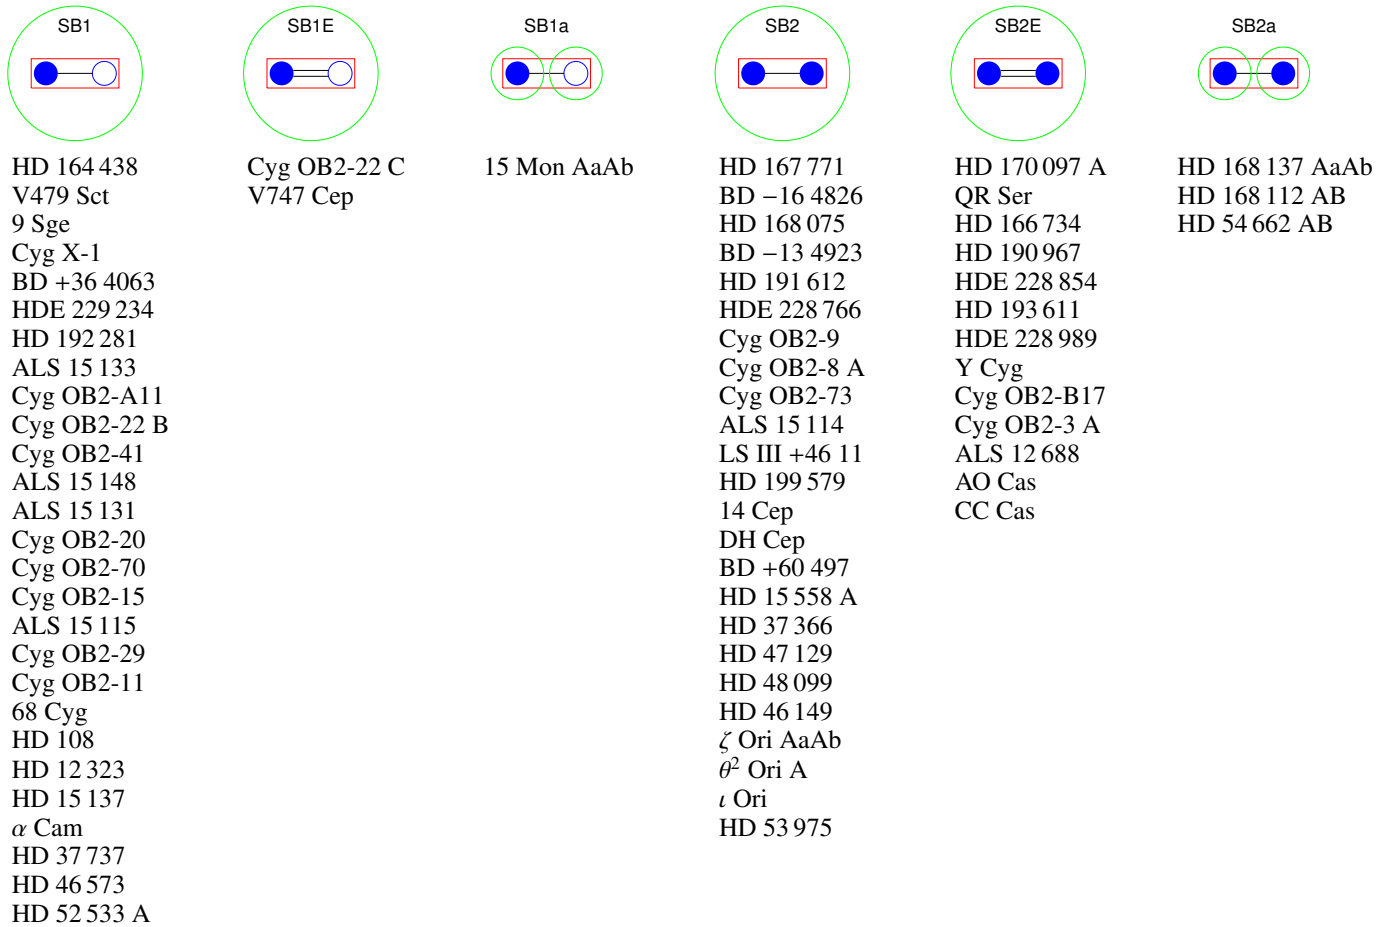 SB1 SB1E SB1a SB2 SB2E SB2a
HD 164 438 Cyg OB2-22 C 15 Mon AaAb HD 167 771 HD 170 097 A HD 168 137 AaAb
V479 Sct V747 Cep BD −16 4826 QR Ser HD 168 112 AB
9 Sge HD 168 075 HD 166 734 HD 54 662 AB
Cyg X-1 BD −13 4923 HD 190 967
BD +36 4063 HD 191 612 HDE 228 854
HDE 229 234 HDE 228 766 HD 193 611
HD 192 281 Cyg OB2-9 HDE 228 989
ALS 15 133 Cyg OB2-8 A Y Cyg
Cyg OB2-A11 Cyg OB2-73 Cyg OB2-B17
Cyg OB2-22 B ALS 15 114 Cyg OB2-3 A
Cyg OB2-41 LS III +46 11 ALS 12 688
ALS 15 148 HD 199 579 AO Cas
ALS 15 131 14 Cep CC Cas
Cyg OB2-20 DH Cep
Cyg OB2-70 BD +60 497
Cyg OB2-15 HD 15 558 A
ALS 15 115 HD 37 366
Cyg OB2-29 HD 47 129
Cyg OB2-11 HD 48 099
68 Cyg HD 46 149
HD 108 ζ Ori AaAb
HD 12 323 θ² Ori A
HD 15 137 ι Ori
α Cam HD 53 975
HD 37 737
HD 46 573
HD 52 533 A